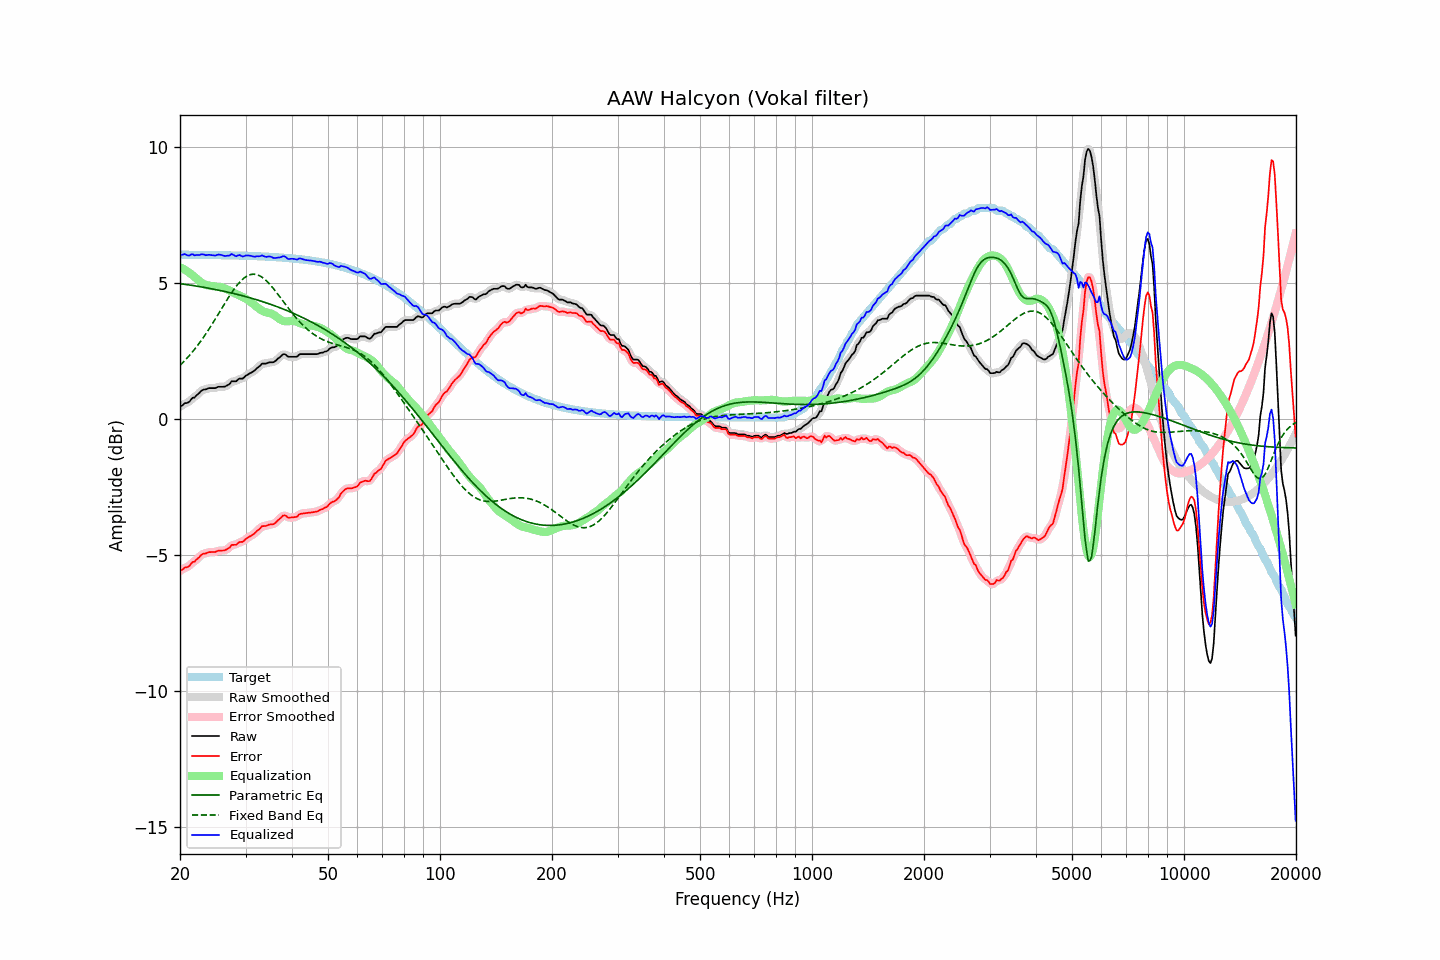 AAW Halcyon (Vokal filter)
10
5
0
−5
−10
−15
Amplitude (dBr)
Target
Raw Smoothed
Error Smoothed
Raw
Error
Equalization
Parametric Eq
Fixed Band Eq
Equalized
20 50 100 200 500 1000 2000 5000 10000 20000
Frequency (Hz)